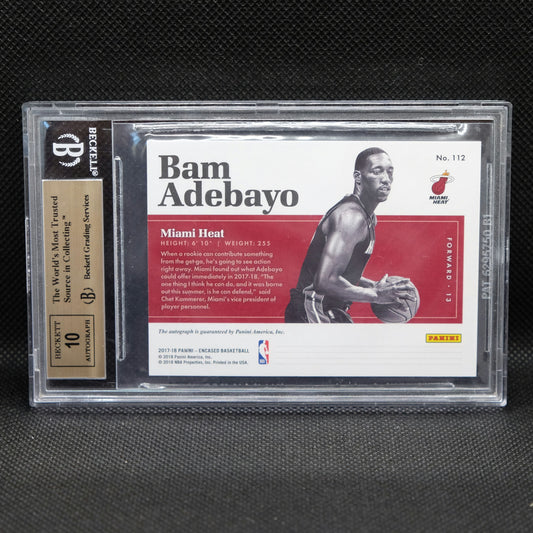 BECKETT
B
The World's Most Trusted
Source in Collecting™
Beckett Grading Services
B
BECKETT
10
AUTOGRAPH
Bam
Adebayo
No. 112
MIAMI
HEAT
Miami Heat
HEIGHT: 6' 10" | WEIGHT: 255
When a rookie can contribute something
from the get-go, he's going to see action
right away. Miami found out what Adebayo
could offer immediately in 2017-18. "The
one thing I think he can do, and it was borne
out this summer, is he can defend," said
Chet Kammerer, Miami's vice president of
player personnel.
FORWARD - 13
The autograph is guaranteed by Panini America, Inc.
2017-18 PANINI - ENCASED BASKETBALL
© 2018 Panini America, Inc.
© 2018 NBA Properties, Inc. Printed in the USA.
NBA
PANINI
PAT 6295750 B1